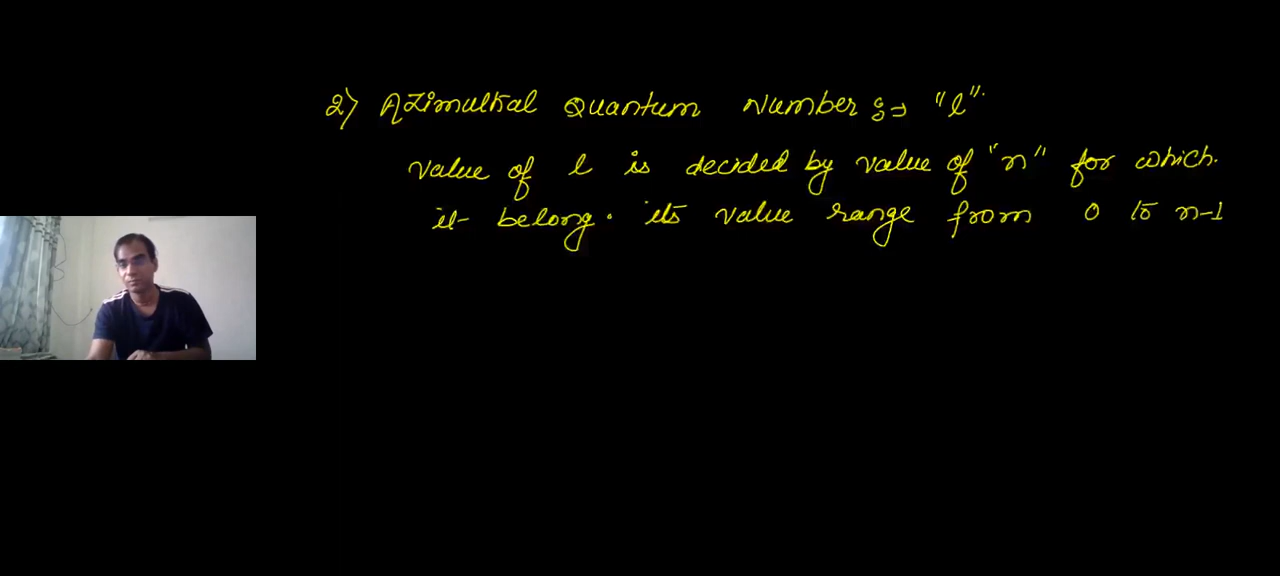 2) Azimuthal Quantum Number :→ "l".
value of l is decided by value of "n" for which.
it belong. its value range from 0 to n-1